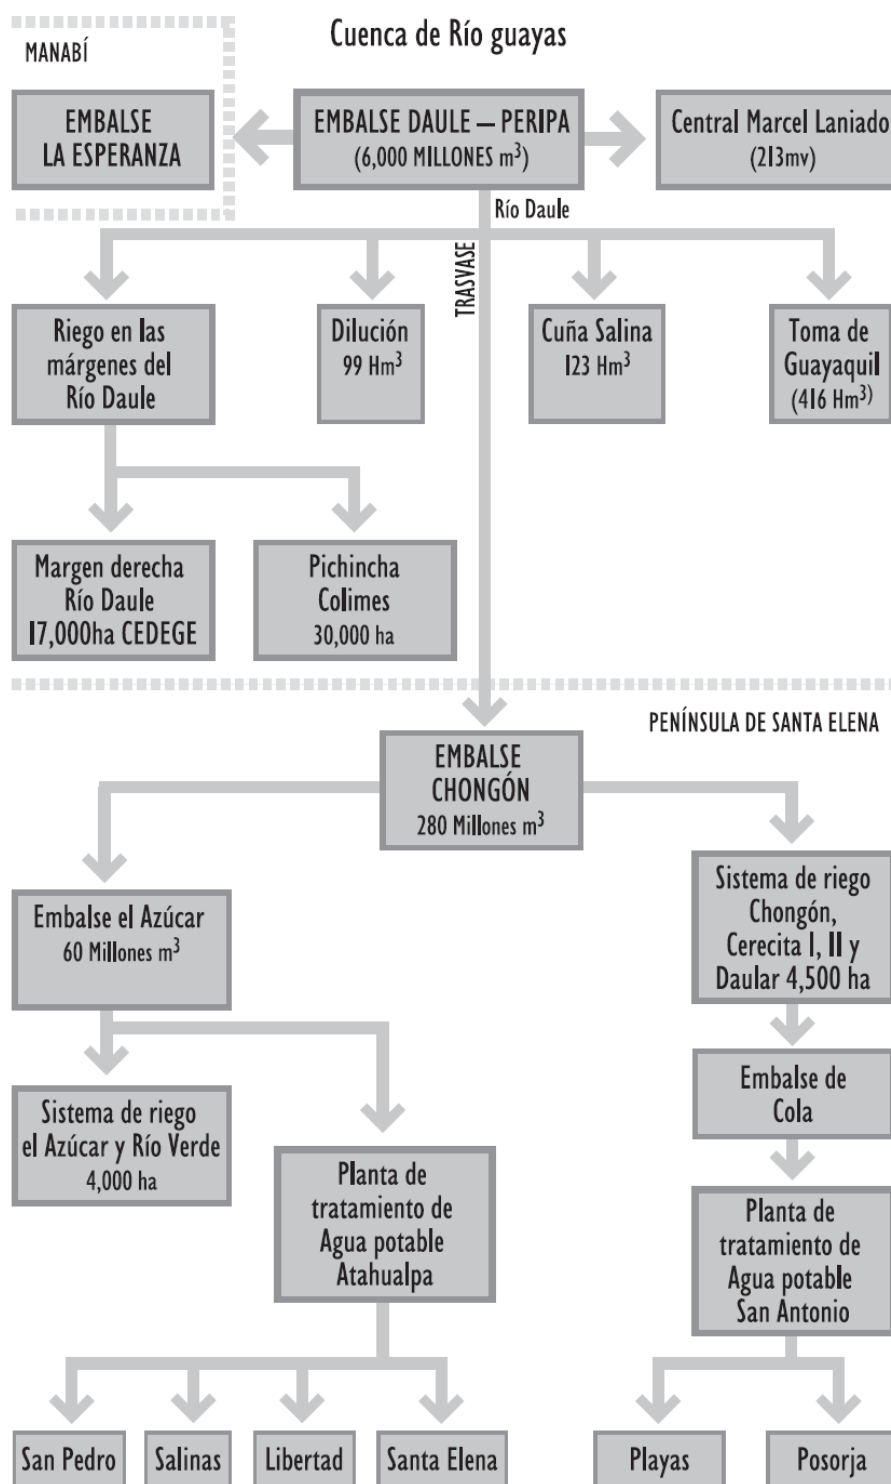 Cuenca de Río guayas
MANABÍ
EMBALSE
LA ESPERANZA
EMBALSE DAULE – PERIPA
(6,000 MILLONES m³)
Central Marcel Laniado
(213mv)
Río Daule
TRASVASE
Riego en las
márgenes del
Río Daule
Dilución
99 Hm³
Cuña Salina
123 Hm³
Toma de
Guayaquil
(416 Hm³)
Margen derecha
Río Daule
17,000ha CEDEGE
Pichincha
Colimes
30,000 ha
PENÍNSULA DE SANTA ELENA
EMBALSE
CHONGÓN
280 Millones m³
Embalse el Azúcar
60 Millones m³
Sistema de riego
Chongón,
Cerecita I, II y
Daular 4,500 ha
Sistema de riego
el Azúcar y Río Verde
4,000 ha
Embalse de
Cola
Planta de
tratamiento de
Agua potable
Atahualpa
Planta de
tratamiento de
Agua potable
San Antonio
San Pedro
Salinas
Libertad
Santa Elena
Playas
Posorja